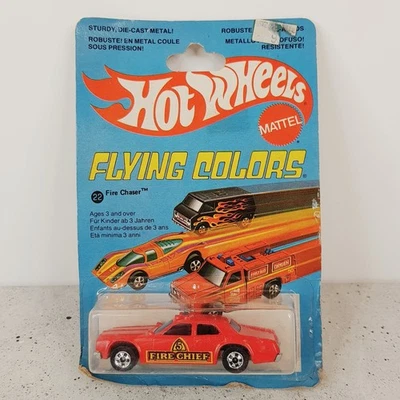 STURDY, DIE-CAST METAL!
ROBUSTE! EN METAL COULE
SOUS PRESSION!
ROBUSTE
METALL
RESISTENTE!
HOT WHEELS
MATTEL
FLYING COLORS
22 Fire Chaser™
Ages 3 and over
Für Kinder ab 3 Jahren
Enfants au-dessus de 3 ans
Età minima 3 anni
5
FIRE CHIEF